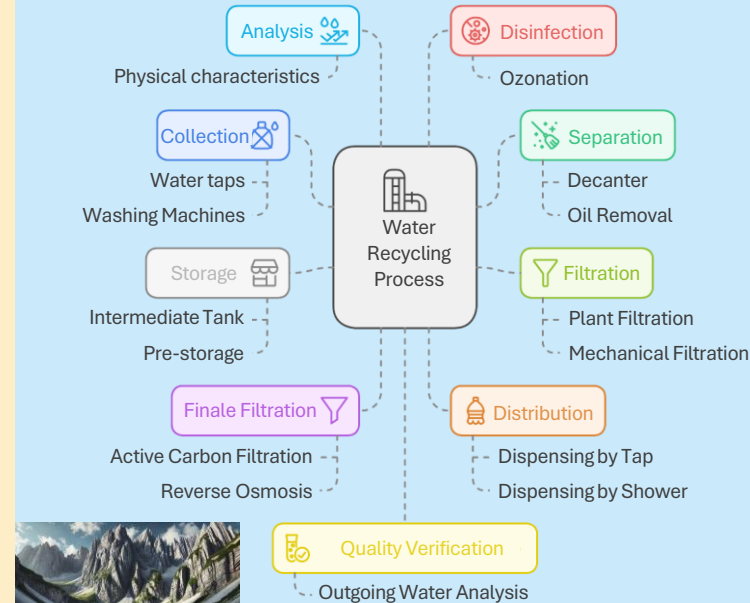 Analysis
Physical characteristics
Disinfection
Ozonation
Collection
Water taps
Washing Machines
Separation
Decanter
Oil Removal
Water
Recycling
Process
Storage
Intermediate Tank
Pre-storage
Filtration
Plant Filtration
Mechanical Filtration
Finale Filtration
Active Carbon Filtration
Reverse Osmosis
Distribution
Dispensing by Tap
Dispensing by Shower
Quality Verification
Outgoing Water Analysis